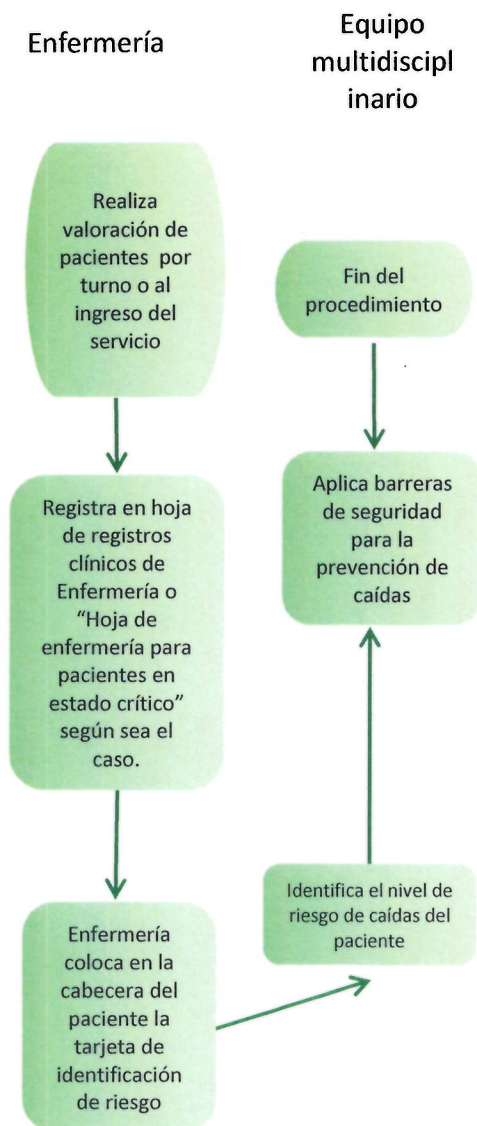 Enfermería
Equipo
multidiscipl
inario
Realiza
valoración de
pacientes por
turno o al
ingreso del
servicio
Registra en hoja
de registros
clínicos de
Enfermería o
“Hoja de
enfermería para
pacientes en
estado crítico”
según sea el
caso.
Enfermería
coloca en la
cabecera del
paciente la
tarjeta de
identificación
de riesgo
Identifica el nivel de
riesgo de caídas del
paciente
Aplica barreras
de seguridad
para la
prevención de
caídas
Fin del
procedimiento